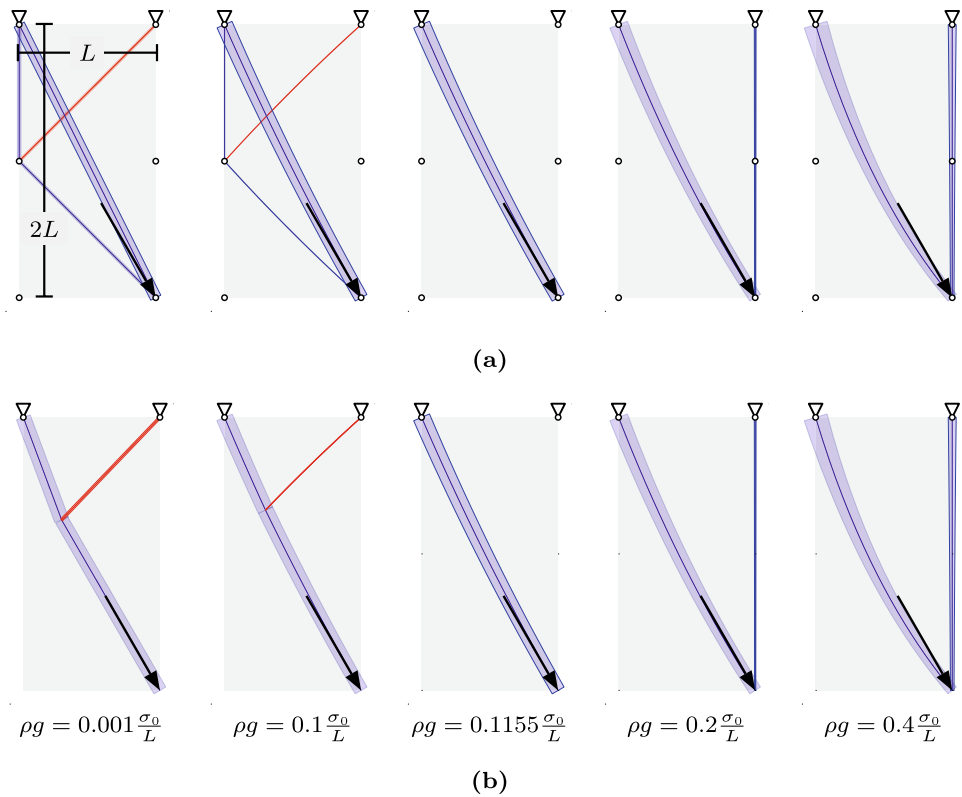 L
2L
(a)
ρg = 0.001 σ₀/L ρg = 0.1 σ₀/L ρg = 0.1155 σ₀/L ρg = 0.2 σ₀/L ρg = 0.4 σ₀/L
(b)